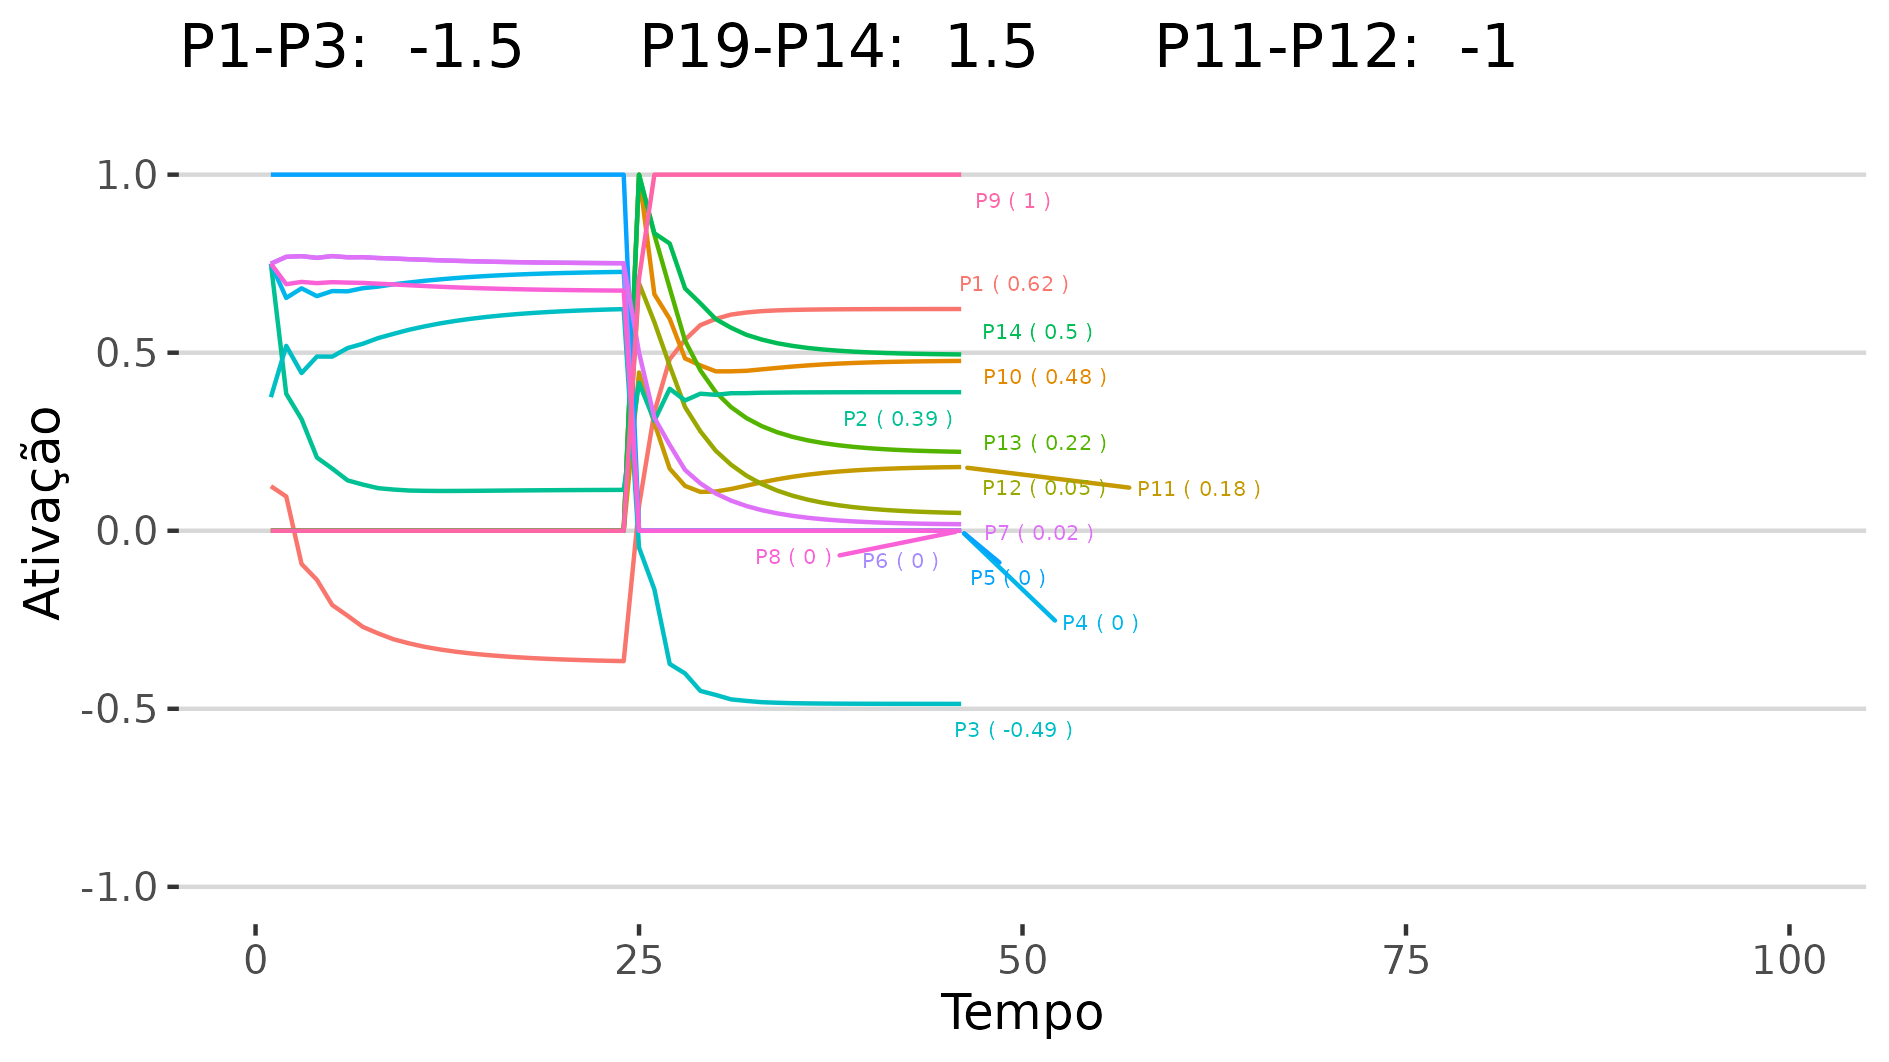 P1-P3: -1.5 P19-P14: 1.5 P11-P12: -1
1.0
P9 ( 1 )
P1 ( 0.62 )
P14 ( 0.5 )
0.5
P10 ( 0.48 )
P2 ( 0.39 )
P13 ( 0.22 )
P12 ( 0.05 )
P11 ( 0.18 )
0.0
P7 ( 0.02 )
P8 ( 0 )
P6 ( 0 )
P5 ( 0 )
P4 ( 0 )
-0.5
P3 ( -0.49 )
-1.0
Ativação
0 25 50 75 100
Tempo